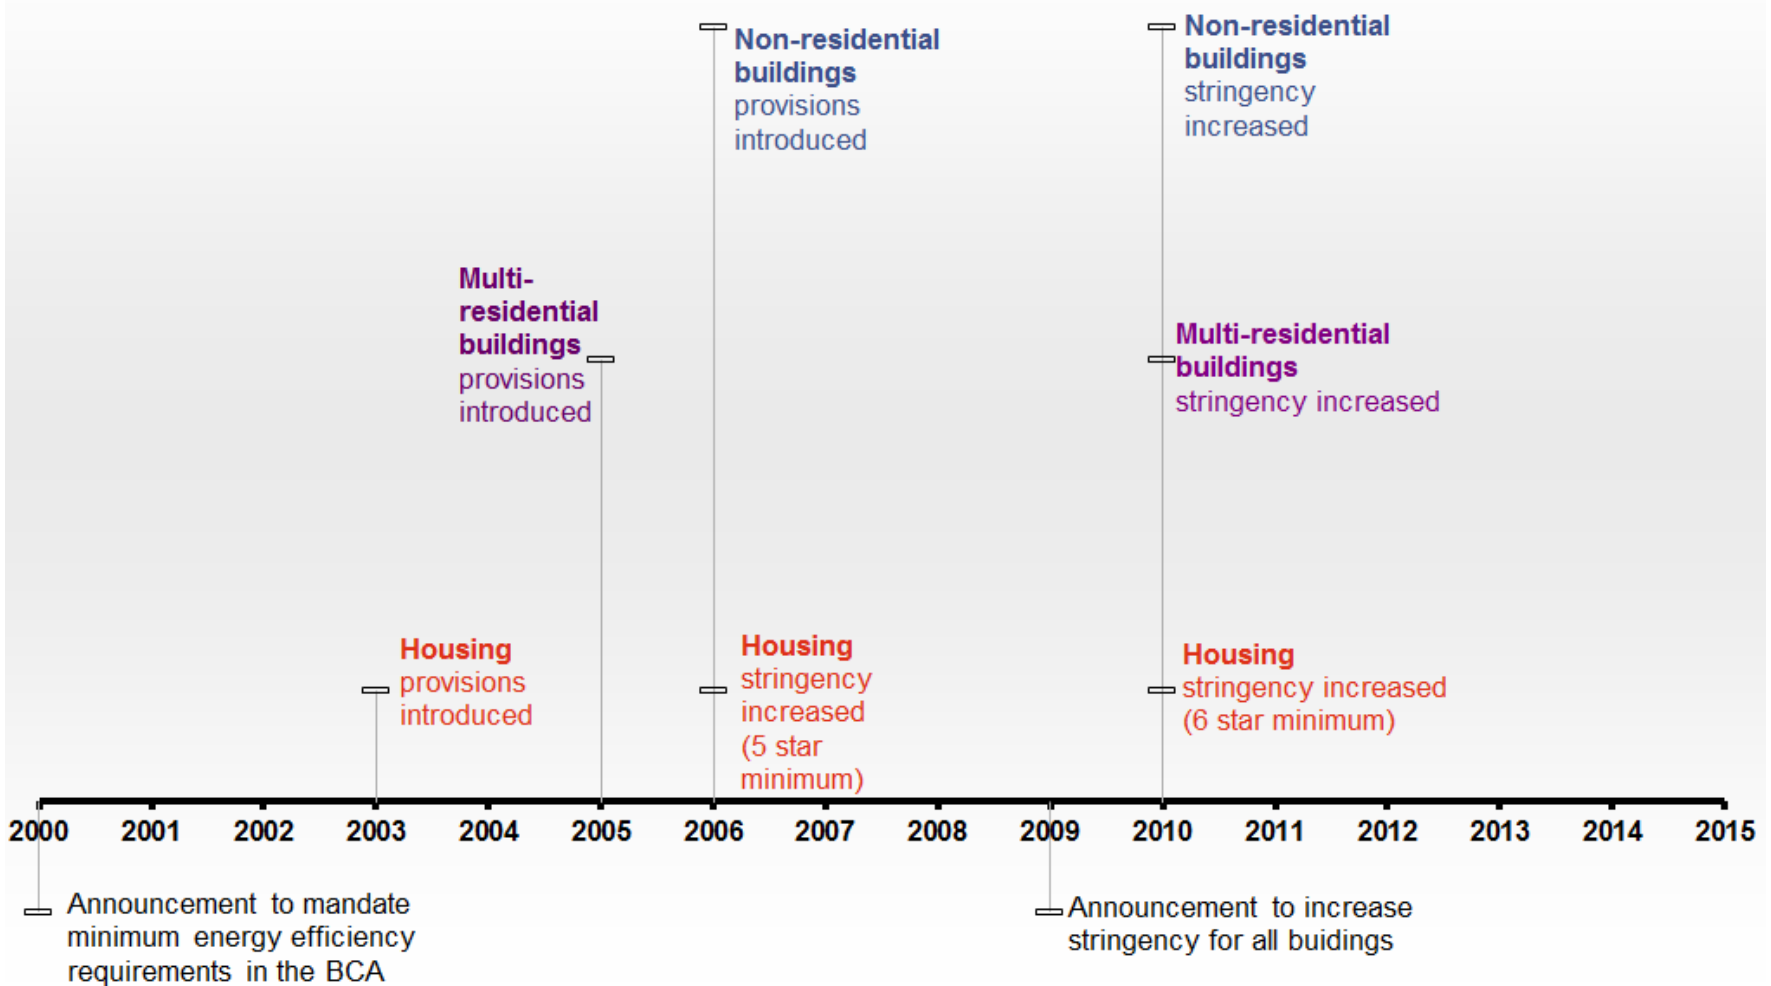 Non-residential
buildings
provisions
introduced
Non-residential
buildings
stringency
increased
Multi-
residential
buildings
provisions
introduced
Multi-residential
buildings
stringency increased
Housing
provisions
introduced
Housing
stringency
increased
(5 star
minimum)
Housing
stringency increased
(6 star minimum)
2000 2001 2002 2003 2004 2005 2006 2007 2008 2009 2010 2011 2012 2013 2014 2015
Announcement to mandate
minimum energy efficiency
requirements in the BCA
Announcement to increase
stringency for all buidings